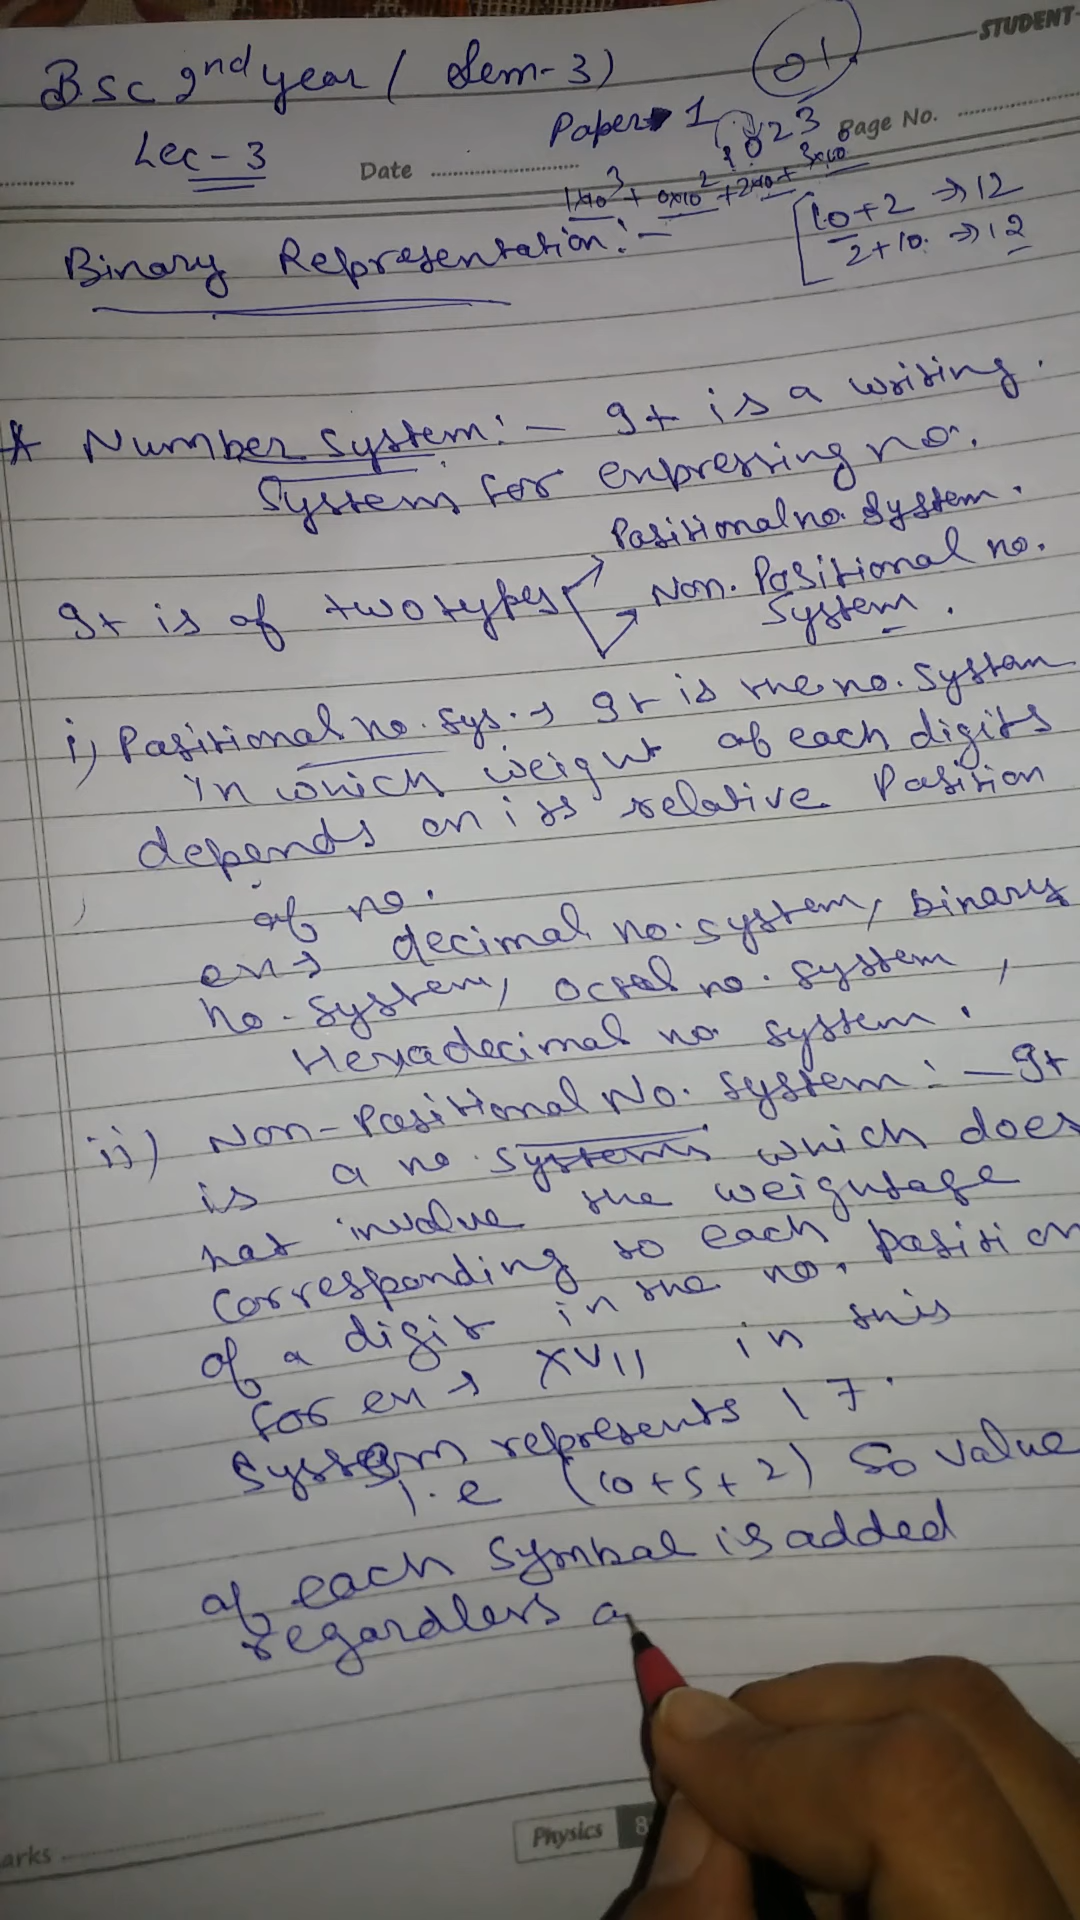 STUDENT-
BSC 2nd year ( Sem-3)
01
Lec-3
Paper 1
Date
Page No.
1023
1×10³ + 0×10² + 2×10 + 3×10⁰
10+2 → 12
2+10. → 12
Binary Representation:-
* Number System:- It is a writing.
System for expressing no.
Positional no. System.
It is of two types
Non. Positional no.
System.
i) Positional no. sys. → It is the no. System
in which weight of each digits
depends on its relative Position
of no.
ex → decimal no. system, binary
no. system, octal no. system,
Hexadecimal no system.
ii) Non-Positional No. System:- It
is a no. systems which does
not involve the weightage
Corresponding to each position
of a digit in the no.
for ex → XVII in this
System represents 17.
i.e (10+5+2) So value
of each Symbol is added
regardless o
arks
Physics 8